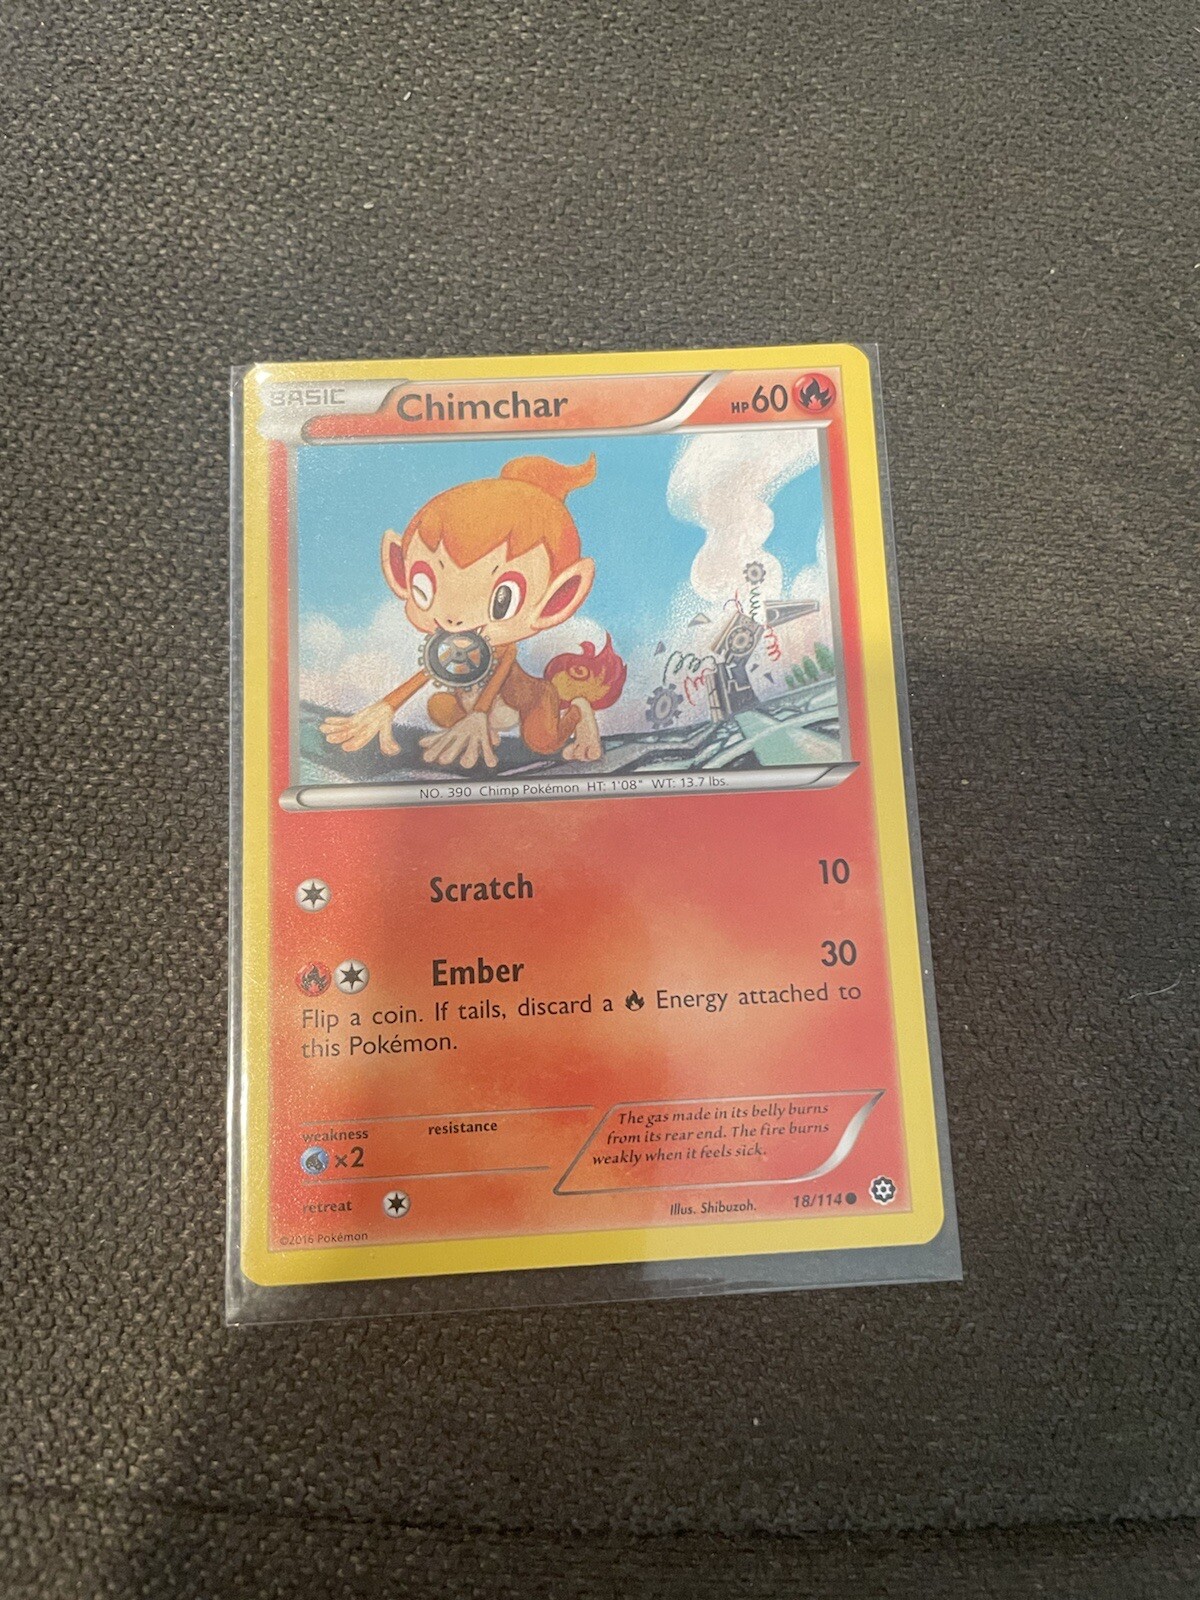 BASIC Chimchar HP60
NO. 390 Chimp Pokémon HT: 1'08" WT: 13.7 lbs.
Scratch 10
Ember 30
Flip a coin. If tails, discard a Energy attached to
this Pokémon.
weakness resistance
×2
The gas made in its belly burns
from its rear end. The fire burns
weakly when it feels sick.
retreat
Illus. Shibuzoh. 18/114
©2016 Pokémon